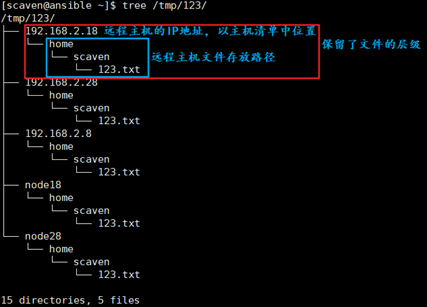 [scaven@ansible ~]$ tree /tmp/123/
/tmp/123/
├── 192.168.2.18 远程主机的IP地址，以主机清单中位置
│   └── home 保留了文件的层级
│       └── scaven 远程主机文件存放路径
│           └── 123.txt
├── 192.168.2.28
│   └── home
│       └── scaven
│           └── 123.txt
├── 192.168.2.8
│   └── home
│       └── scaven
│           └── 123.txt
├── node18
│   └── home
│       └── scaven
│           └── 123.txt
└── node28
    └── home
        └── scaven
            └── 123.txt
15 directories, 5 files